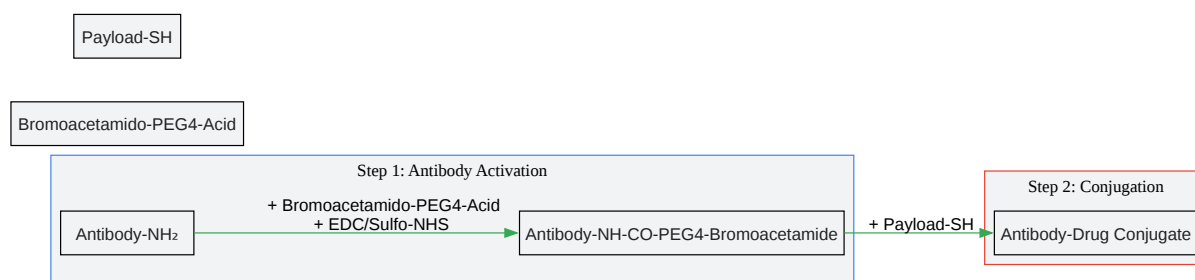 Payload-SH
Bromoacetamido-PEG4-Acid
Step 1: Antibody Activation
Antibody-NH₂
+ Bromoacetamido-PEG4-Acid
+ EDC/Sulfo-NHS
Antibody-NH-CO-PEG4-Bromoacetamide
+ Payload-SH
Step 2: Conjugation
Antibody-Drug Conjugate